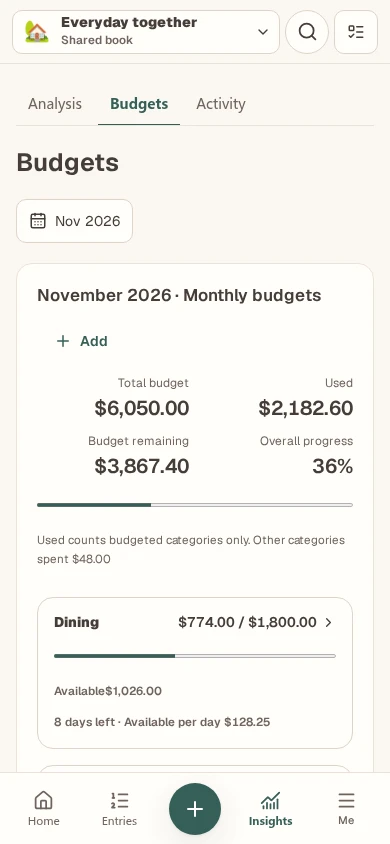 Everyday together
Shared book
Analysis
Budgets
Activity
Budgets
Nov 2026
November 2026 · Monthly budgets
Add
Total budget
$6,050.00
Used
$2,182.60
Budget remaining
$3,867.40
Overall progress
36%
Used counts budgeted categories only. Other categories
spent $48.00
Dining
$774.00 / $1,800.00
Available$1,026.00
8 days left · Available per day $128.25
Home
Entries
Insights
Me